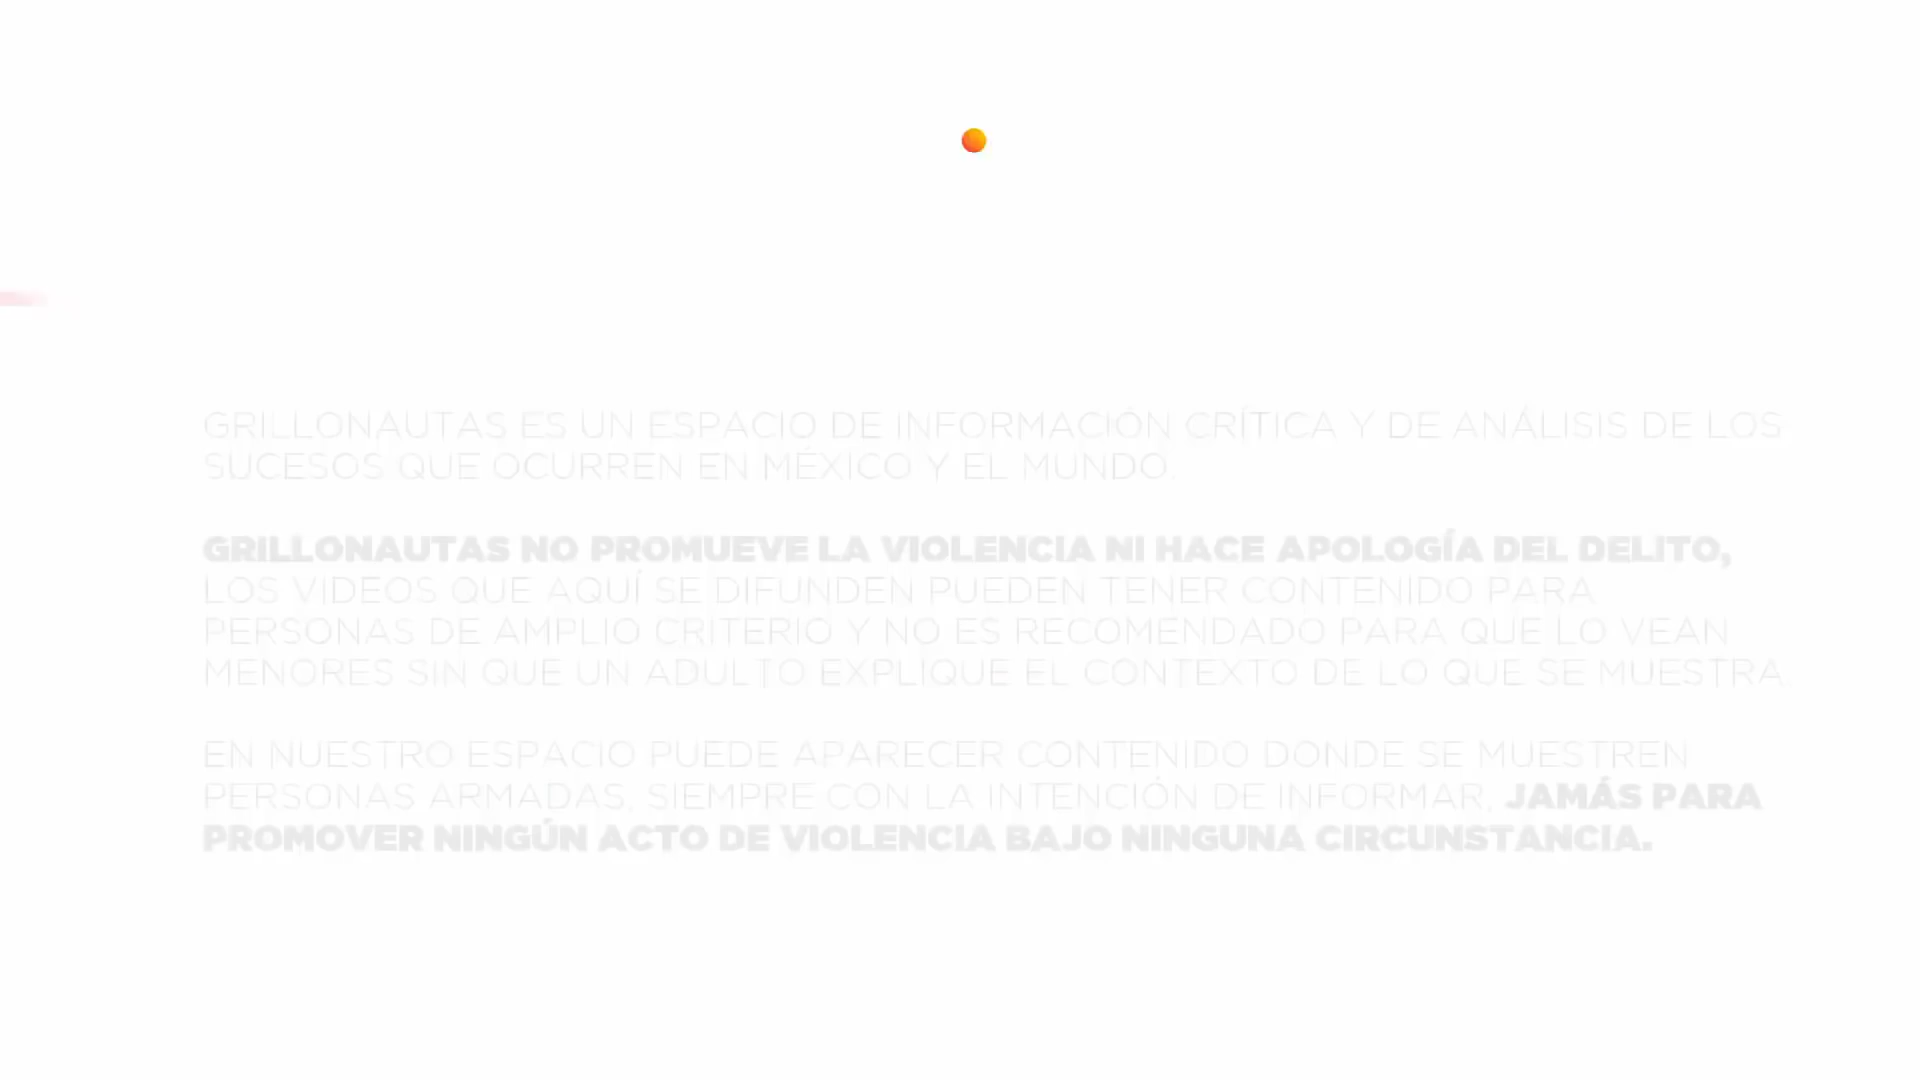 GRILLONAUTAS ES UN ESPACIO DE INFORMACIÓN CRÍTICA Y DE ANÁLISIS DE LOS
SUCESOS QUE OCURREN EN MÉXICO Y EL MUNDO.
GRILLONAUTAS NO PROMUEVE LA VIOLENCIA NI HACE APOLOGÍA DEL DELITO,
LOS VIDEOS QUE AQUÍ SE DIFUNDEN PUEDEN TENER CONTENIDO PARA
PERSONAS DE AMPLIO CRITERIO Y NO ES RECOMENDADO PARA QUE LO VEAN
MENORES SIN QUE UN ADULTO EXPLIQUE EL CONTEXTO DE LO QUE SE MUESTRA
EN NUESTRO ESPACIO PUEDE APARECER CONTENIDO DONDE SE MUESTREN
PERSONAS ARMADAS, SIEMPRE CON LA INTENCIÓN DE INFORMAR, JAMÁS PARA
PROMOVER NINGÚN ACTO DE VIOLENCIA BAJO NINGUNA CIRCUNSTANCIA.